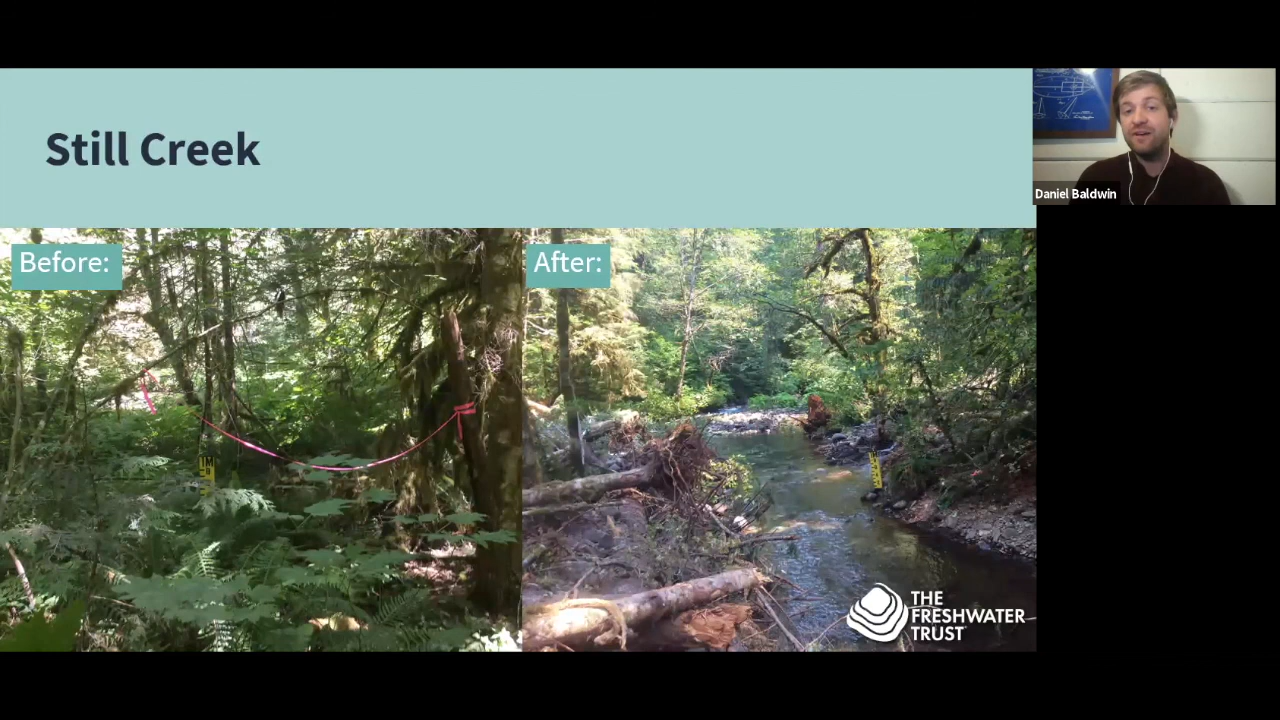 Still Creek
Daniel Baldwin
Before:
After:
THE
FRESHWATER
TRUST